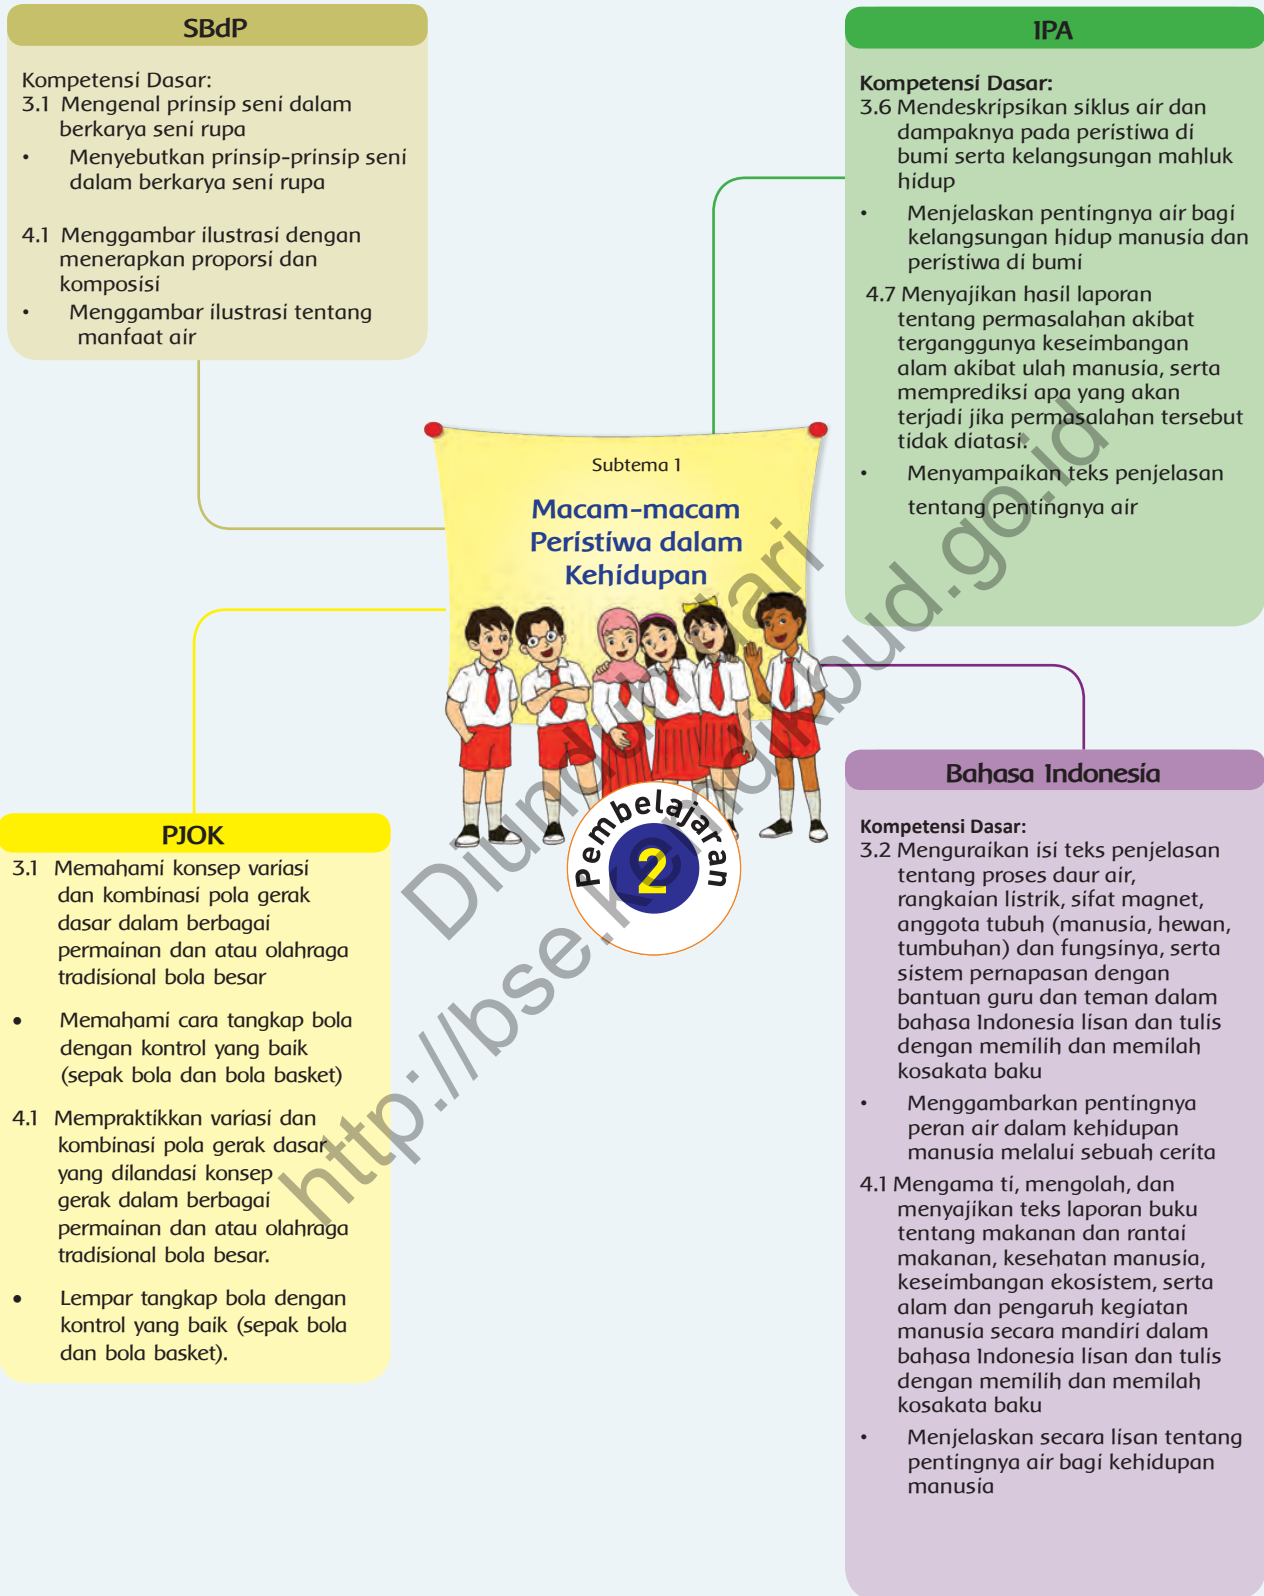 SBdP
Kompetensi Dasar:
3.1 Mengenal prinsip seni dalam
berkarya seni rupa
• Menyebutkan prinsip-prinsip seni
dalam berkarya seni rupa
4.1 Menggambar ilustrasi dengan
menerapkan proporsi dan
komposisi
• Menggambar ilustrasi tentang
manfaat air
IPA
Kompetensi Dasar:
3.6 Mendeskripsikan siklus air dan
dampaknya pada peristiwa di
bumi serta kelangsungan mahluk
hidup
• Menjelaskan pentingnya air bagi
kelangsungan hidup manusia dan
peristiwa di bumi
4.7 Menyajikan hasil laporan
tentang permasalahan akibat
terganggunya keseimbangan
alam akibat ulah manusia, serta
memprediksi apa yang akan
terjadi jika permasalahan tersebut
tidak diatasi.
• Menyampaikan teks penjelasan
tentang pentingnya air
Subtema 1
Macam-macam
Peristiwa dalam
Kehidupan
Pembelajaran
2
PJOK
3.1 Memahami konsep variasi
dan kombinasi pola gerak
dasar dalam berbagai
permainan dan atau olahraga
tradisional bola besar
• Memahami cara tangkap bola
dengan kontrol yang baik
(sepak bola dan bola basket)
4.1 Mempraktikkan variasi dan
kombinasi pola gerak dasar
yang dilandasi konsep
gerak dalam berbagai
permainan dan atau olahraga
tradisional bola besar.
• Lempar tangkap bola dengan
kontrol yang baik (sepak bola
dan bola basket).
Bahasa Indonesia
Kompetensi Dasar:
3.2 Menguraikan isi teks penjelasan
tentang proses daur air,
rangkaian listrik, sifat magnet,
anggota tubuh (manusia, hewan,
tumbuhan) dan fungsinya, serta
sistem pernapasan dengan
bantuan guru dan teman dalam
bahasa Indonesia lisan dan tulis
dengan memilih dan memilah
kosakata baku
• Menggambarkan pentingnya
peran air dalam kehidupan
manusia melalui sebuah cerita
4.1 Mengama ti, mengolah, dan
menyajikan teks laporan buku
tentang makanan dan rantai
makanan, kesehatan manusia,
keseimbangan ekosistem, serta
alam dan pengaruh kegiatan
manusia secara mandiri dalam
bahasa Indonesia lisan dan tulis
dengan memilih dan memilah
kosakata baku
• Menjelaskan secara lisan tentang
pentingnya air bagi kehidupan
manusia
Diunduh dari
http://bse.kemdikbud.go.id